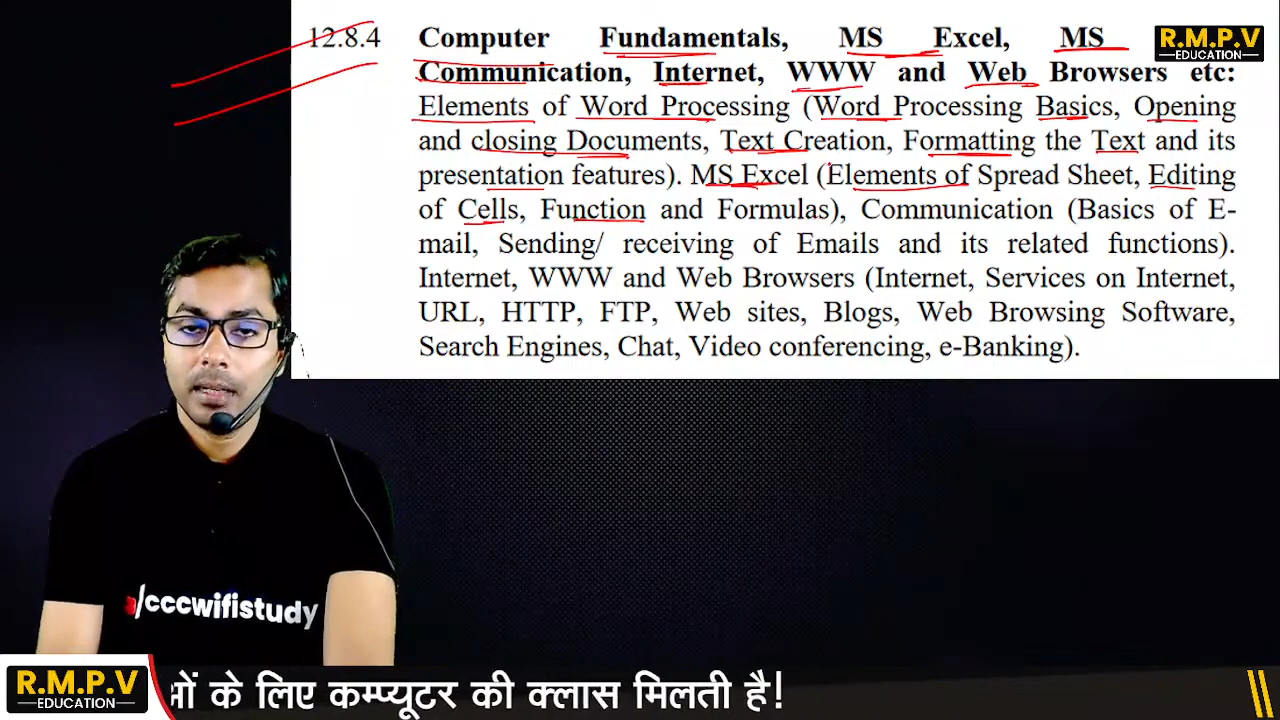 12.8.4 Computer Fundamentals, MS Excel, MS
Communication, Internet, WWW and Web Browsers etc:
Elements of Word Processing (Word Processing Basics, Opening
and closing Documents, Text Creation, Formatting the Text and its
presentation features). MS Excel (Elements of Spread Sheet, Editing
of Cells, Function and Formulas), Communication (Basics of E-
mail, Sending/ receiving of Emails and its related functions).
Internet, WWW and Web Browsers (Internet, Services on Internet,
URL, HTTP, FTP, Web sites, Blogs, Web Browsing Software,
Search Engines, Chat, Video conferencing, e-Banking).
R.M.P.V
EDUCATION
/cccwifistudy
R.M.P.V
EDUCATION
के लिए कम्प्यूटर की क्लास मिलती है!